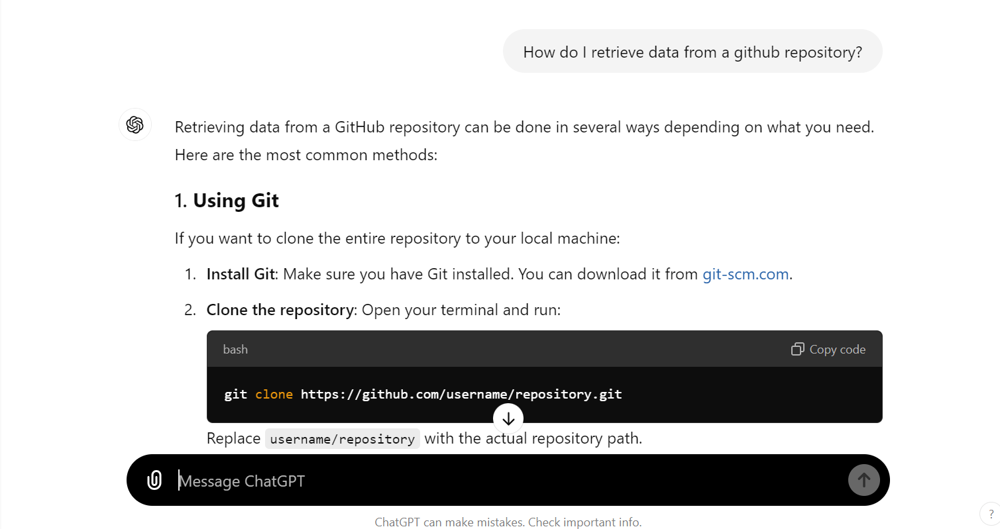 How do I retrieve data from a github repository?
Retrieving data from a GitHub repository can be done in several ways depending on what you need.
Here are the most common methods:
1. Using Git
If you want to clone the entire repository to your local machine:
1. Install Git: Make sure you have Git installed. You can download it from git-scm.com.
2. Clone the repository: Open your terminal and run:
bash Copy code
git clone https://github.com/username/repository.git
Replace username/repository with the actual repository path.
Message ChatGPT
ChatGPT can make mistakes. Check important info.
?